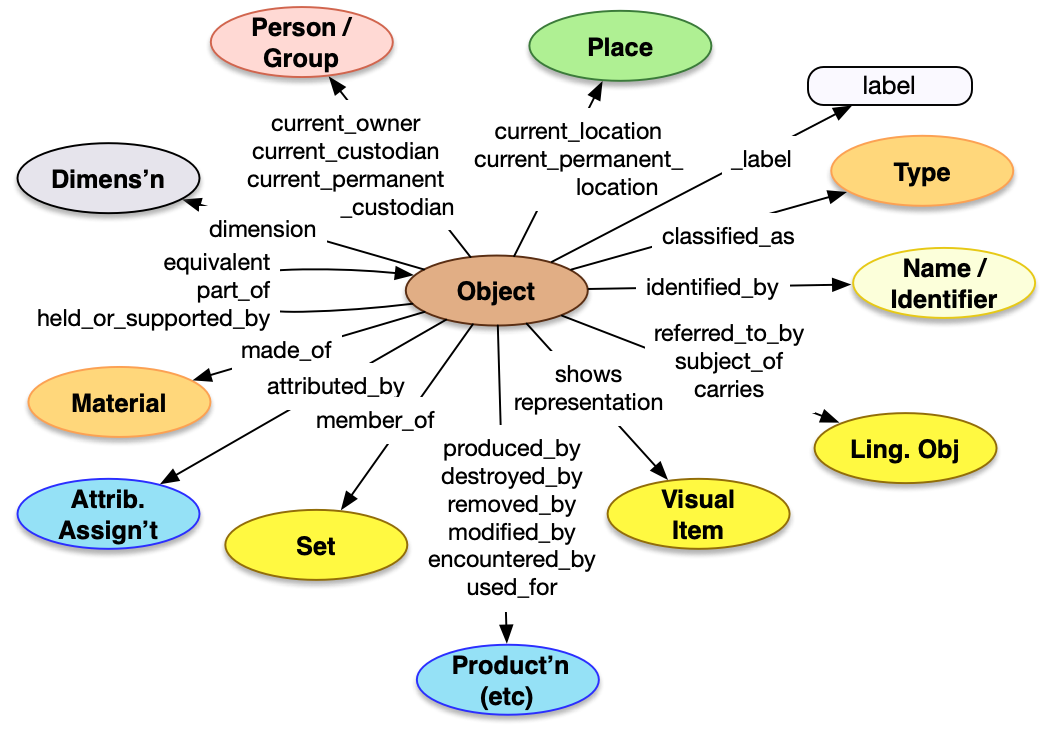 Person /
Group
Place
label
current_owner
current_custodian
current_permanent
_custodian
current_location
current_permanent_
location
_label
Dimens’n
Type
dimension
classified_as
equivalent
part_of
held_or_supported_by
Object
identified_by
Name /
Identifier
made_of
referred_to_by
subject_of
carries
Material
attributed_by
shows
representation
member_of
Ling. Obj
produced_by
destroyed_by
removed_by
modified_by
encountered_by
used_for
Attrib.
Assign’t
Set
Visual
Item
Product’n
(etc)